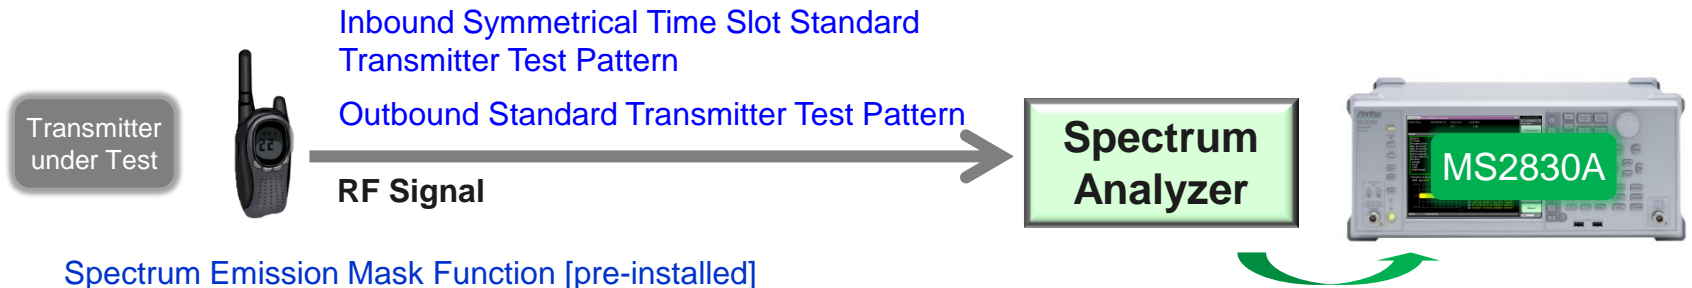 Inbound Symmetrical Time Slot Standard
Transmitter Test Pattern
Outbound Standard Transmitter Test Pattern
Transmitter
under Test
RF Signal
Spectrum
Analyzer
MS2830A
22
Spectrum Emission Mask Function [pre-installed]